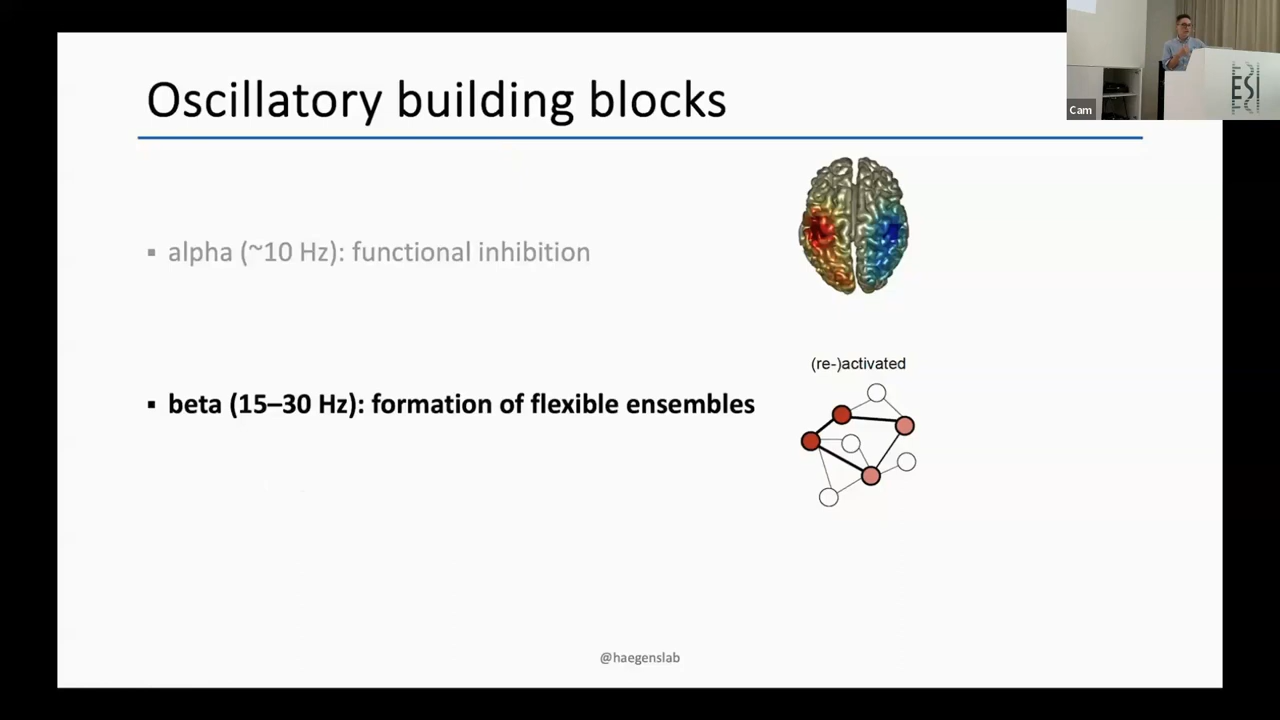 Oscillatory building blocks
▪ alpha (~10 Hz): functional inhibition
(re-)activated
▪ beta (15–30 Hz): formation of flexible ensembles
@haegenslab
Cam
ESI